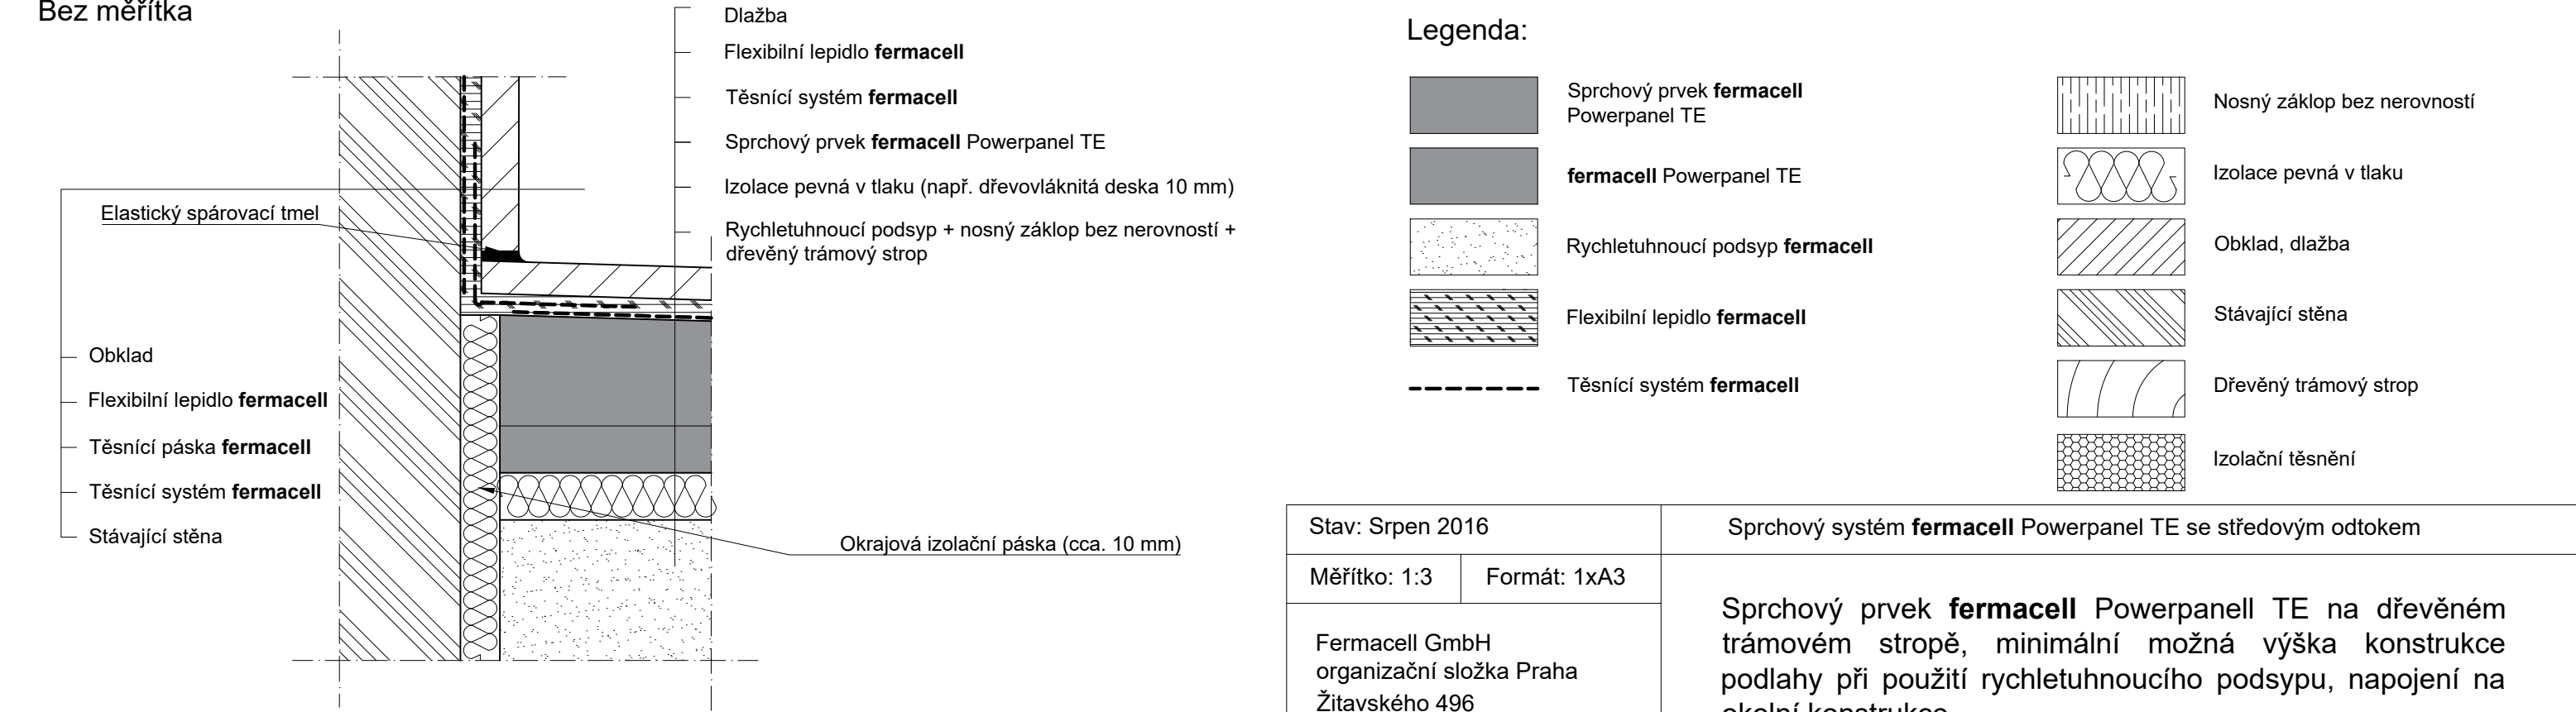 Bez měřítka
Dlažba
Flexibilní lepidlo fermacell
Těsnící systém fermacell
Sprchový prvek fermacell Powerpanel TE
Izolace pevná v tlaku (např. dřevovláknitá deska 10 mm)
Rychletuhnoucí podsyp + nosný záklop bez nerovností +
dřevěný trámový strop
Elastický spárovací tmel
Obklad
Flexibilní lepidlo fermacell
Těsnící páska fermacell
Těsnící systém fermacell
Stávající stěna
Okrajová izolační páska (cca. 10 mm)
Legenda:
Sprchový prvek fermacell
Powerpanel TE
fermacell Powerpanel TE
Rychletuhnoucí podsyp fermacell
Flexibilní lepidlo fermacell
Těsnící systém fermacell
Nosný záklop bez nerovností
Izolace pevná v tlaku
Obklad, dlažba
Stávající stěna
Dřevěný trámový strop
Izolační těsnění
Stav: Srpen 2016
Měřítko: 1:3
Formát: 1xA3
Fermacell GmbH
organizační složka Praha
Žitavského 496
Sprchový systém fermacell Powerpanel TE se středovým odtokem
Sprchový prvek fermacell Powerpanell TE na dřevěném
trámovém stropě, minimální možná výška konstrukce
podlahy při použití rychletuhnoucího podsypu, napojení na
okolní konstrukce